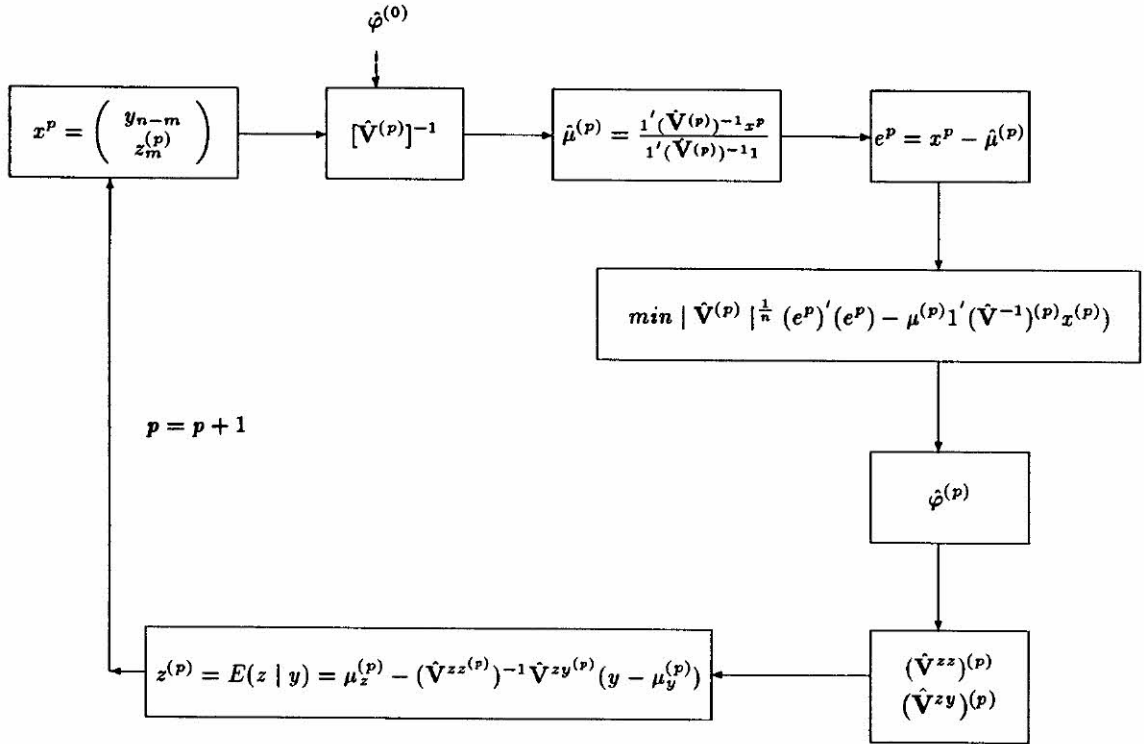 φ̂^(0)
x^p = ( y_{n−m} z_m^{(p)} )
[V̂^(p)]^{−1}
μ̂^(p) = 1′(V̂^(p))^{−1}x^p / 1′(V̂^(p))^{−1}1
e^p = x^p − μ̂^(p)
min | V̂^(p) |^{1/n} (e^p)′(e^p) − μ^(p)1′(V̂^{−1})^(p)x^(p))
p = p + 1
φ̂^(p)
z^(p) = E(z | y) = μ_z^(p) − (V̂^{zz(p)})^{−1}V̂^{zy(p)}(y − μ_y^(p))
(V̂^{zz})^(p)
(V̂^{zy})^(p)